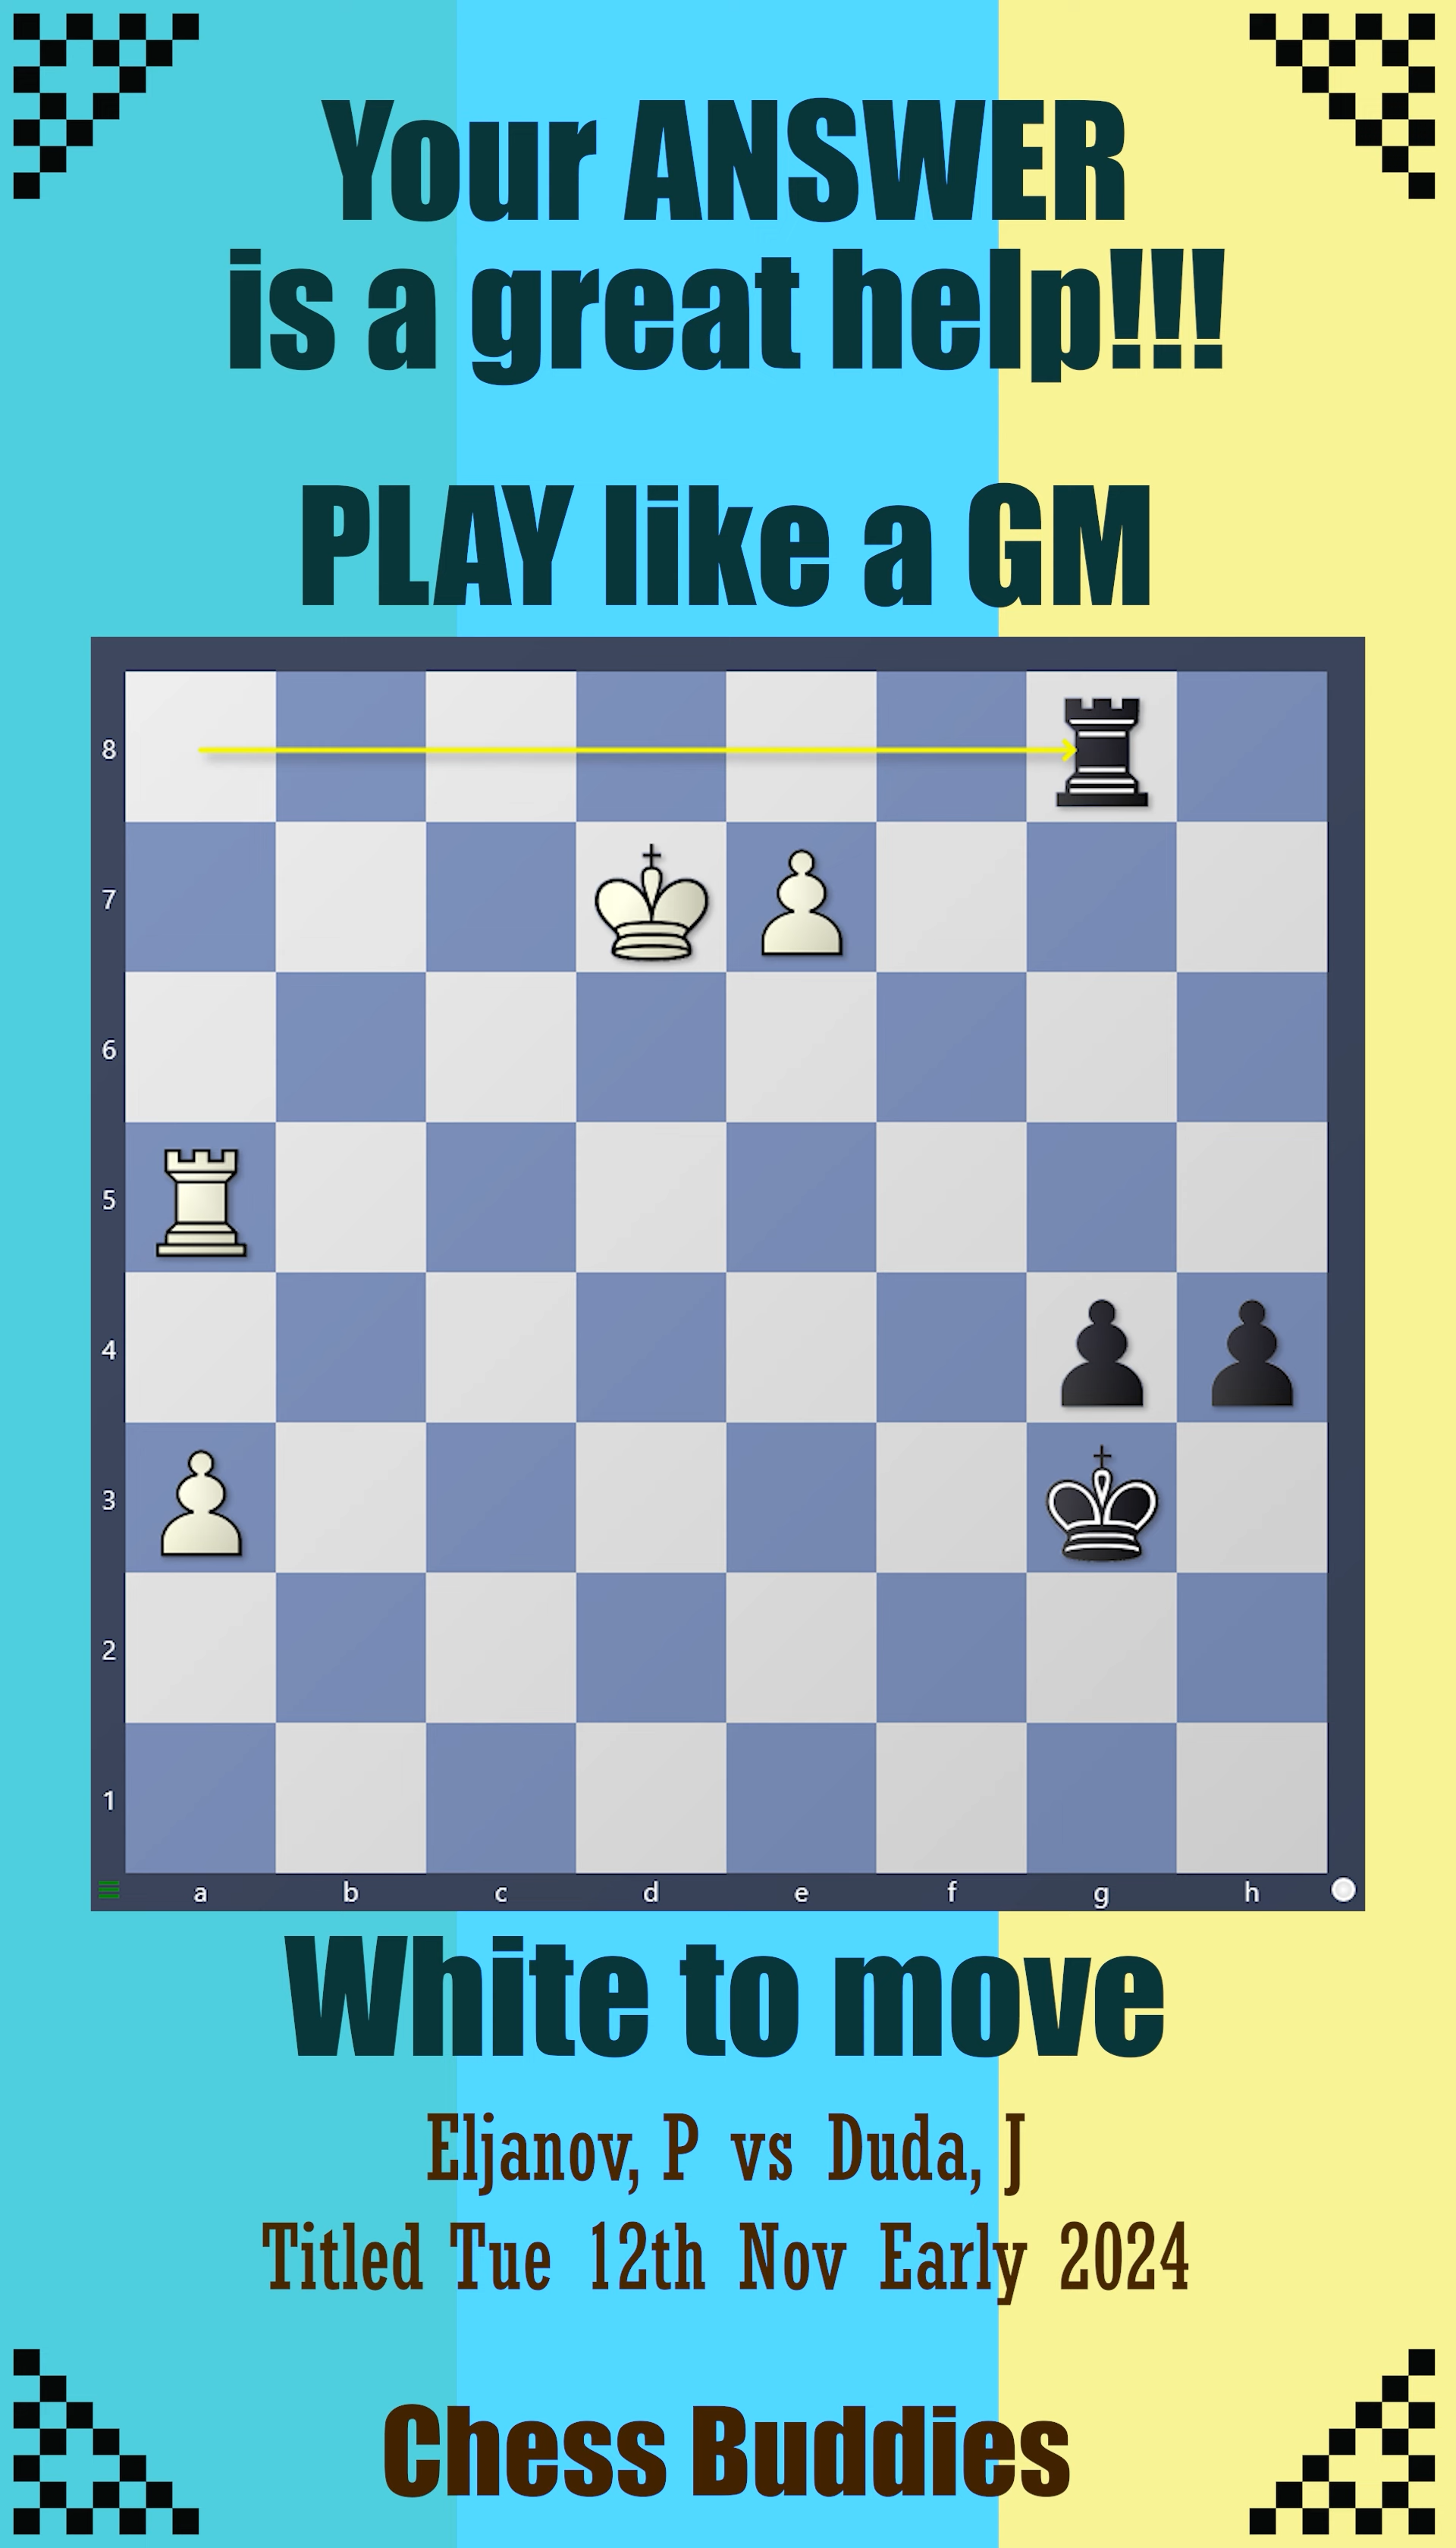 Your ANSWER
is a great help!!!
PLAY like a GM
8
7
6
5
4
3
2
1
a b c d e f g h
White to move
Eljanov, P vs Duda, J
Titled Tue 12th Nov Early 2024
Chess Buddies